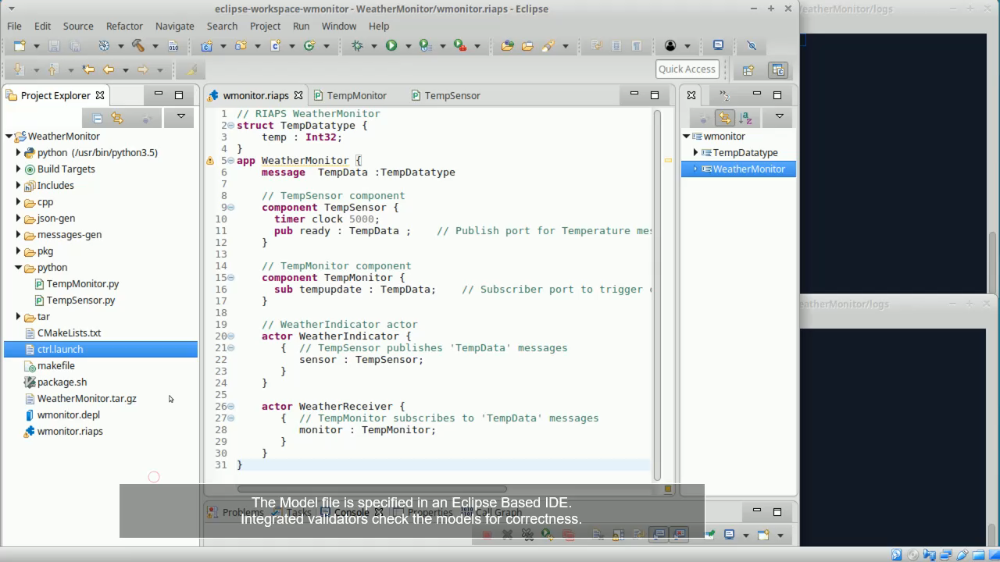 eclipse-workspace-wmonitor - WeatherMonitor/wmonitor.riaps - Eclipse
eatherMonitor/logs
File Edit Source Refactor Navigate Search Project Run Window Help
010
Quick Access
Project Explorer
wmonitor.riaps
TempMonitor
TempSensor
WeatherMonitor
python (/usr/bin/python3.5)
Build Targets
Includes
cpp
json-gen
messages-gen
pkg
python
TempMonitor.py
TempSensor.py
tar
CMakeLists.txt
ctrl.launch
makefile
package.sh
WeatherMonitor.tar.gz
wmonitor.depl
wmonitor.riaps
1 // RIAPS WeatherMonitor
2 struct TempDatatype {
3 temp : Int32;
4 }
5 app WeatherMonitor {
6 message TempData :TempDatatype
7
8 // TempSensor component
9 component TempSensor {
10 timer clock 5000;
11 pub ready : TempData ; // Publish port for Temperature mes
12 }
13
14 // TempMonitor component
15 component TempMonitor {
16 sub tempupdate : TempData; // Subscriber port to trigger
17 }
18
19 // WeatherIndicator actor
20 actor WeatherIndicator {
21 { // TempSensor publishes 'TempData' messages
22 sensor : TempSensor;
23 }
24 }
25
26 actor WeatherReceiver {
27 { // TempMonitor subscribes to 'TempData' messages
28 monitor : TempMonitor;
29 }
30 }
31 }
wmonitor
TempDatatype
WeatherMonitor
eatherMonitor/logs
Problems Tasks Console Properties Call Graph
The Model file is specified in an Eclipse Based IDE.
Integrated validators check the models for correctness.